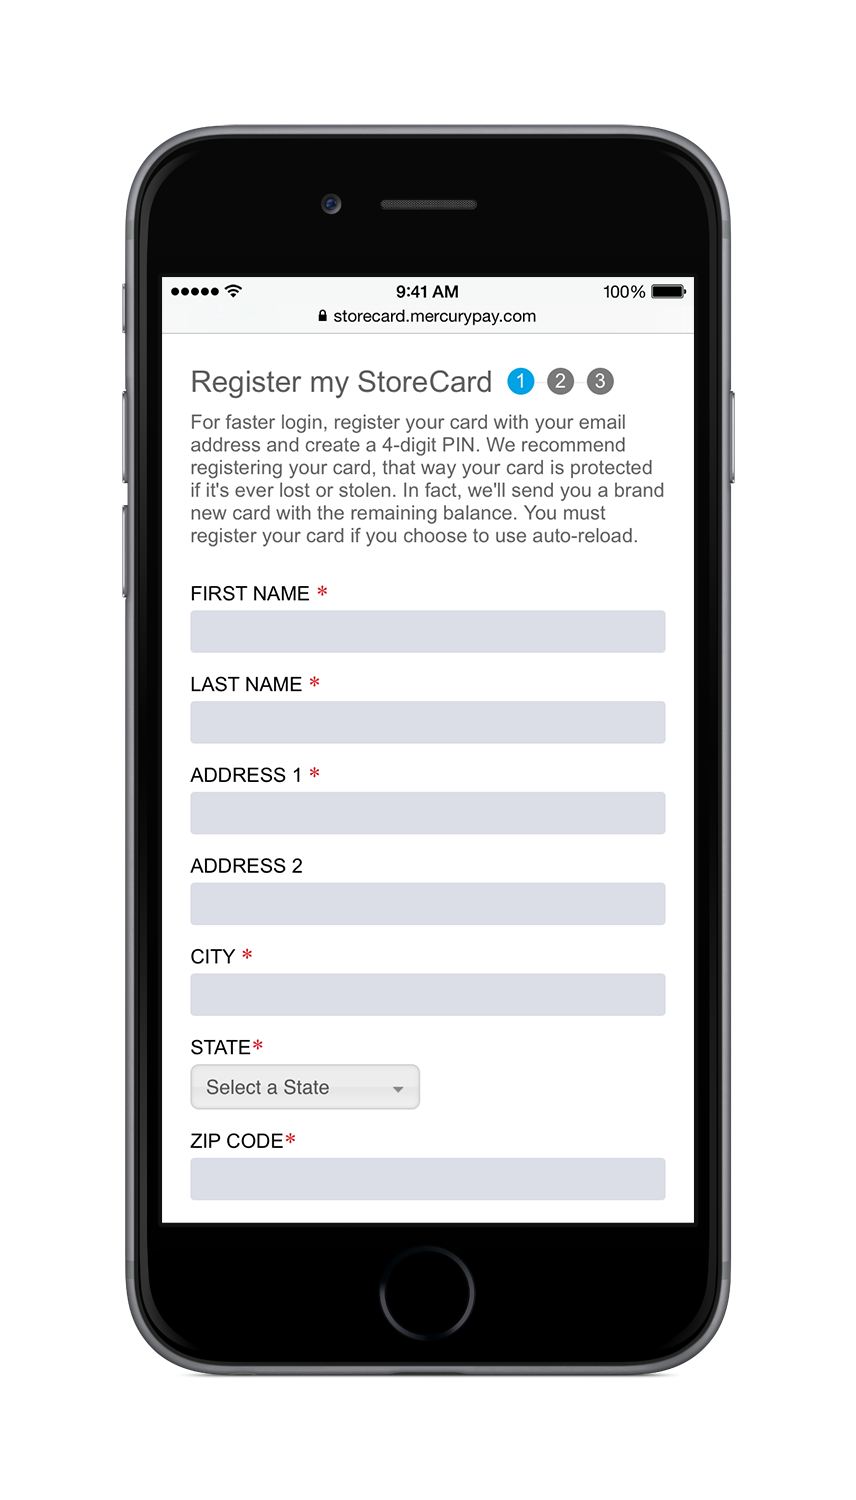 9:41 AM
100%
storecard.mercurypay.com
Register my StoreCard 1 2 3
For faster login, register your card with your email
address and create a 4-digit PIN. We recommend
registering your card, that way your card is protected
if it's ever lost or stolen. In fact, we'll send you a brand
new card with the remaining balance. You must
register your card if you choose to use auto-reload.
FIRST NAME *
LAST NAME *
ADDRESS 1 *
ADDRESS 2
CITY *
STATE*
Select a State
ZIP CODE*